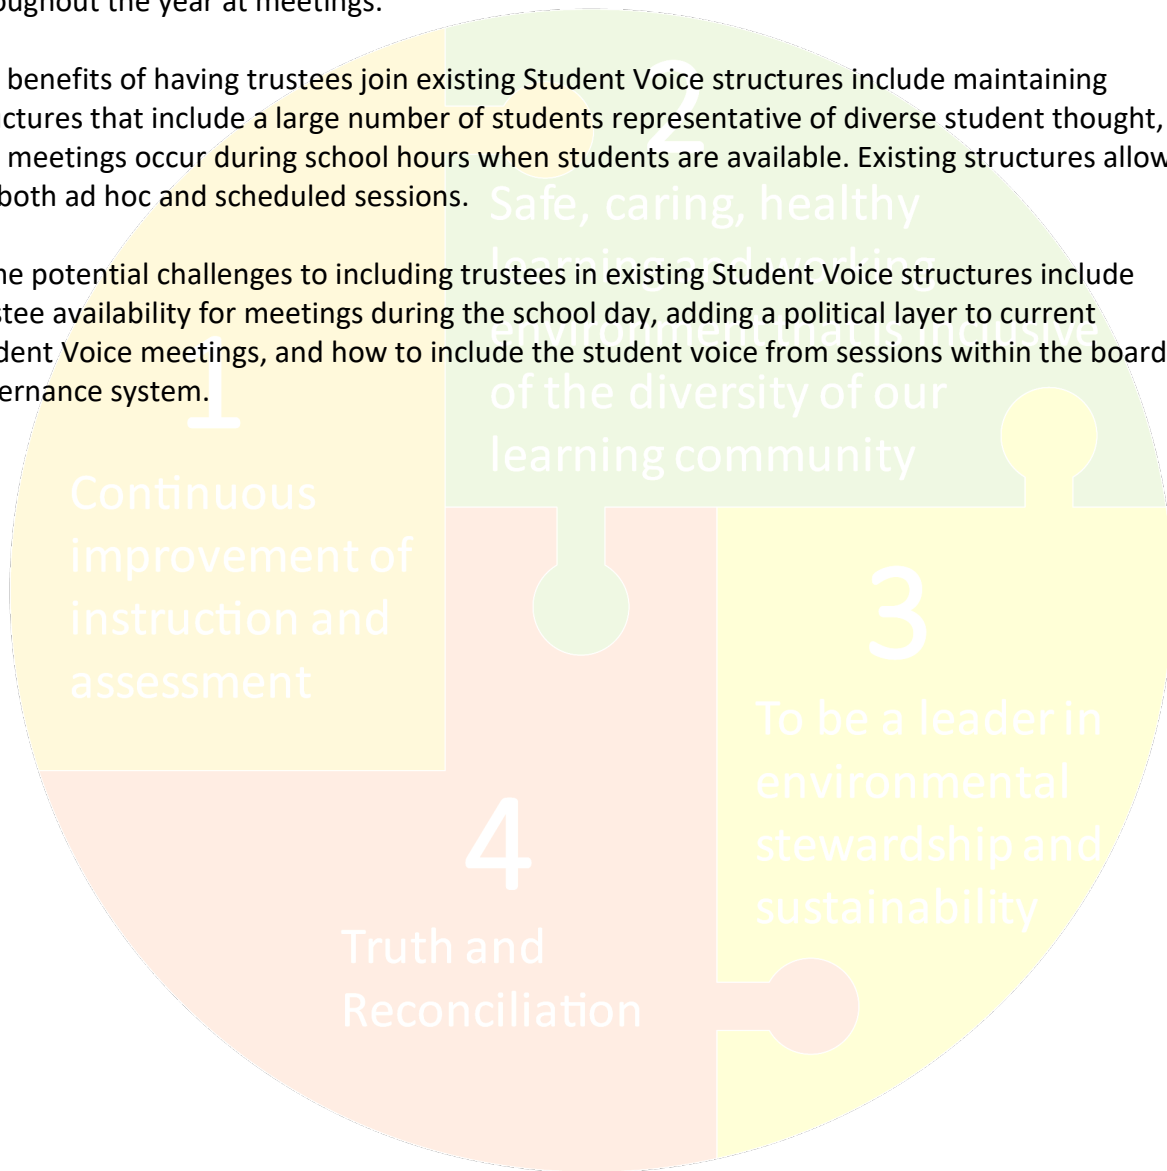 oughout the year at meetings.
benefits of having trustees join existing Student Voice structures include maintaining
ctures that include a large number of students representative of diverse student thought,
meetings occur during school hours when students are available. Existing structures allow
both ad hoc and scheduled sessions.
ne potential challenges to including trustees in existing Student Voice structures include
stee availability for meetings during the school day, adding a political layer to current
dent Voice meetings, and how to include the student voice from sessions within the board
ernance system.
1
Continuous
improvement of
instruction and
assessment
2
Safe, caring, healthy
learning and working
environment that is inclusive
of the diversity of our
learning community
3
To be a leader in
environmental
stewardship and
sustainability
4
Truth and
Reconciliation